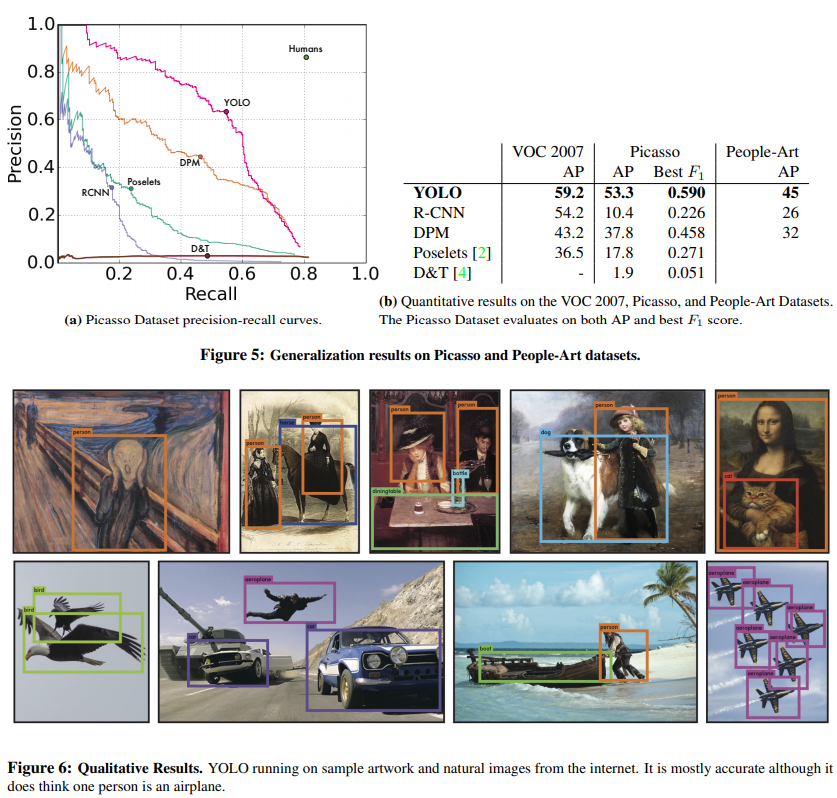 1.0
0.8
0.6
0.4
0.2
0.0
Precision
Humans
YOLO
DPM
Poselets
RCNN
D&T
0.2 0.4 0.6 0.8 1.0
Recall
(a) Picasso Dataset precision-recall curves.
VOC 2007 Picasso People-Art
AP AP Best F1 AP
YOLO 59.2 53.3 0.590 45
R-CNN 54.2 10.4 0.226 26
DPM 43.2 37.8 0.458 32
Poselets [2] 36.5 17.8 0.271
D&T [4] - 1.9 0.051
(b) Quantitative results on the VOC 2007, Picasso, and People-Art Datasets.
The Picasso Dataset evaluates on both AP and best F1 score.
Figure 5: Generalization results on Picasso and People-Art datasets.
person
person
horse
person
person
person
bottle
diningtable
dog
person
person
cat
bird
bird
aeroplane
car
car
boat
person
aeroplane
aeroplane
aeroplane
aeroplane
aeroplane
aeroplane
Figure 6: Qualitative Results. YOLO running on sample artwork and natural images from the internet. It is mostly accurate although it
does think one person is an airplane.